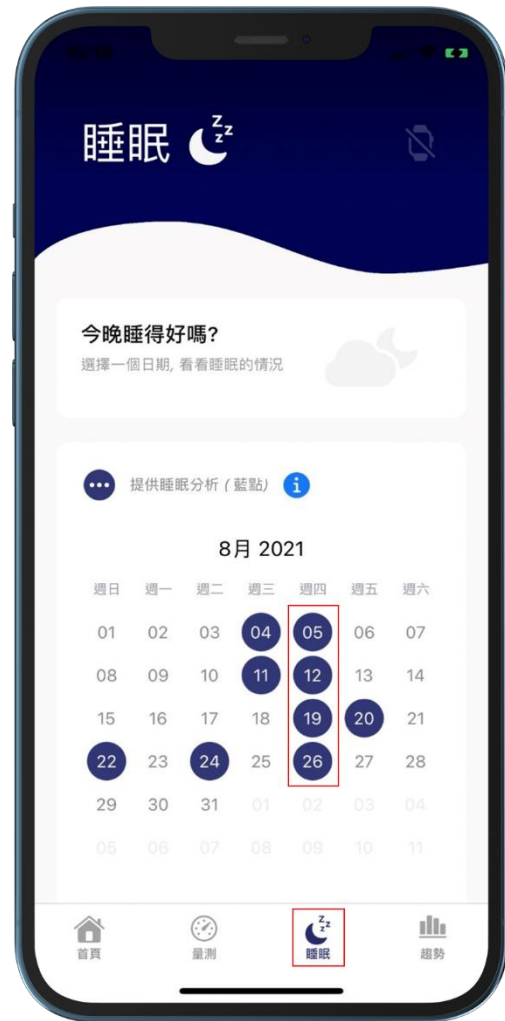 睡眠 zzz
今晚睡得好嗎?
選擇一個日期, 看看睡眠的情況
提供睡眠分析 ( 藍點)
8月 2021
週日 週一 週二 週三 週四 週五 週六
01 02 03 04 05 06 07
08 09 10 11 12 13 14
15 16 17 18 19 20 21
22 23 24 25 26 27 28
29 30 31 01 02 03 04
05 06 07 08 09 10 11
首頁 量測 睡眠 趨勢